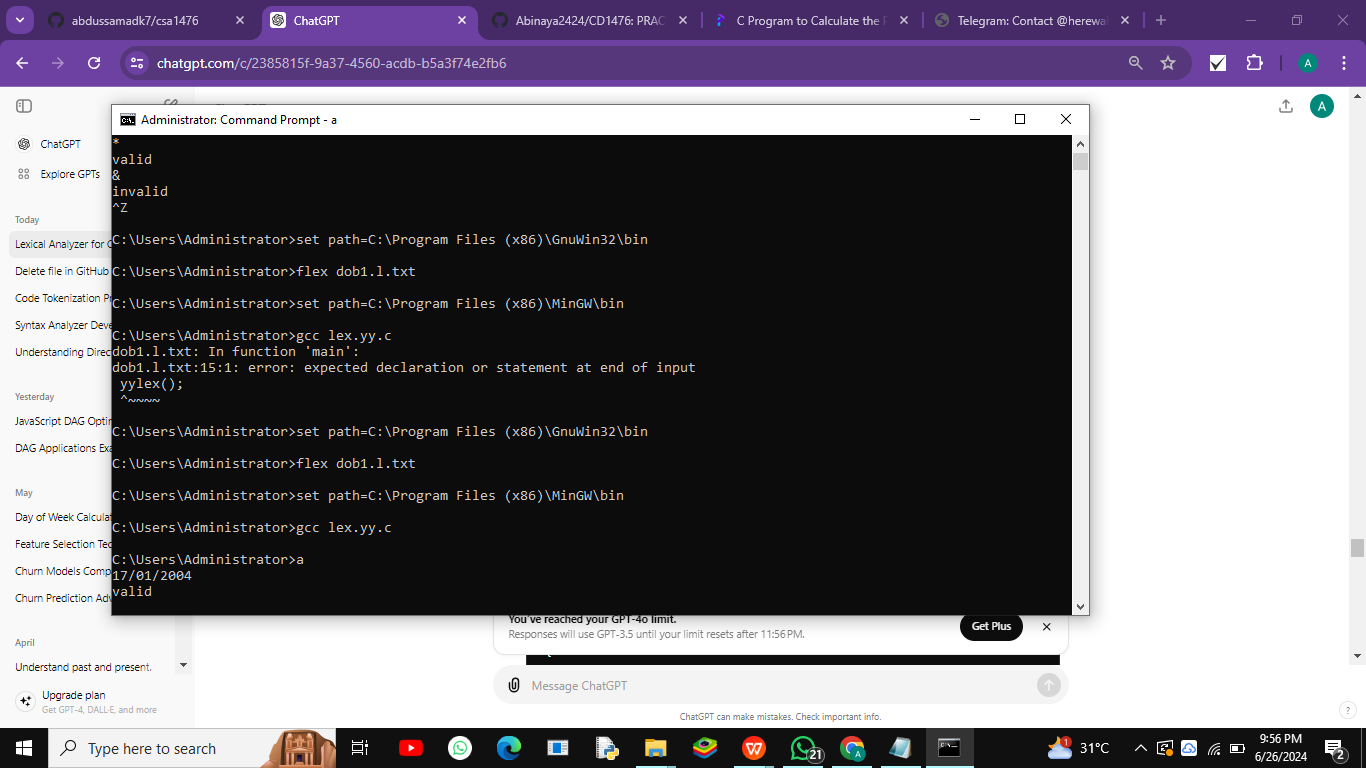 abdussamadk7/csa1476
ChatGPT
Abinaya2424/CD1476: PRAC
C Program to Calculate the
Telegram: Contact @herewa
chatgpt.com/c/2385815f-9a37-4560-acdb-b5a3f74e2fb6
A
A
ChatGPT
Explore GPTs
Today
Lexical Analyzer for C
Delete file in GitHub
Code Tokenization Pr
Syntax Analyzer Deve
Understanding Direc
Yesterday
JavaScript DAG Optin
DAG Applications Exa
May
Day of Week Calculat
Feature Selection Tec
Churn Models Comp
Churn Prediction Adv
April
Understand past and present.
Upgrade plan
Get GPT-4, DALL·E, and more
Administrator: Command Prompt - a
*
valid
&
invalid
^Z
C:\Users\Administrator>set path=C:\Program Files (x86)\GnuWin32\bin
C:\Users\Administrator>flex dob1.l.txt
C:\Users\Administrator>set path=C:\Program Files (x86)\MinGW\bin
C:\Users\Administrator>gcc lex.yy.c
dob1.l.txt: In function 'main':
dob1.l.txt:15:1: error: expected declaration or statement at end of input
yylex();
^~~~~
C:\Users\Administrator>set path=C:\Program Files (x86)\GnuWin32\bin
C:\Users\Administrator>flex dob1.l.txt
C:\Users\Administrator>set path=C:\Program Files (x86)\MinGW\bin
C:\Users\Administrator>gcc lex.yy.c
C:\Users\Administrator>a
17/01/2004
valid
You've reached your GPT-4o limit.
Responses will use GPT-3.5 until your limit resets after 11:56 PM.
Get Plus
Message ChatGPT
ChatGPT can make mistakes. Check important info.
?
Type here to search
21
A
1
31°C
9:56 PM
6/26/2024
2